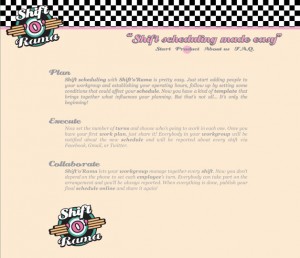 Shift
O'
Rama
"Shift scheduling made easy"
Start Product About us F.A.Q.
Plan
Shift scheduling with Shift'o'Rama is pretty easy. Just start adding people to
your workgroup and establishing your operating hours, follow up by setting some
conditions that could affect your schedule. Now you have a kind of template that
brings together what influences your planning. But that's not all.. It's only the
beginning!
Execute
Now set the number of turns and choose who's going to work in each one. Once you
have your first work plan, just share it! Everybody in your workgroup will be
notified about the new schedule and will be reported about every shift via
Facebook, Gmail, or Twitter.
Collaborate
Shift'o'Rama lets your workgroup manage together every shift. Now you don't
depend on the phone to set each employee's turn. Everybody can take part on the
arrangement and you'll be always reported. When everything is done, publish your
final schedule online and share it again!
Shift
O'
Rama